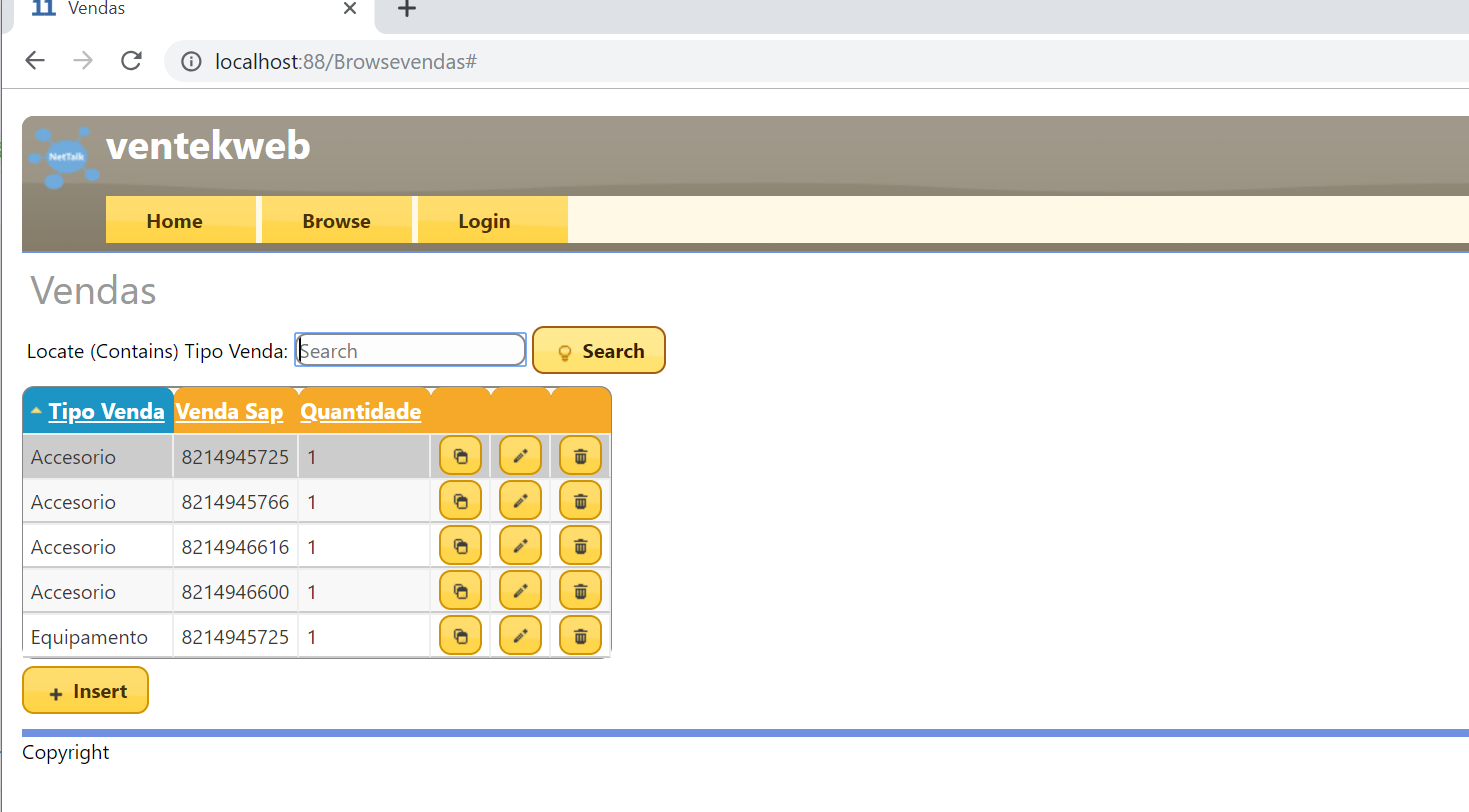 11 Vendas
localhost:88/Browsevendas#
NetTalk
ventekweb
Home Browse Login
Vendas
Locate (Contains) Tipo Venda: Search Search
Tipo Venda Venda Sap Quantidade
Accesorio 8214945725 1
Accesorio 8214945766 1
Accesorio 8214946616 1
Accesorio 8214946600 1
Equipamento 8214945725 1
+ Insert
Copyright